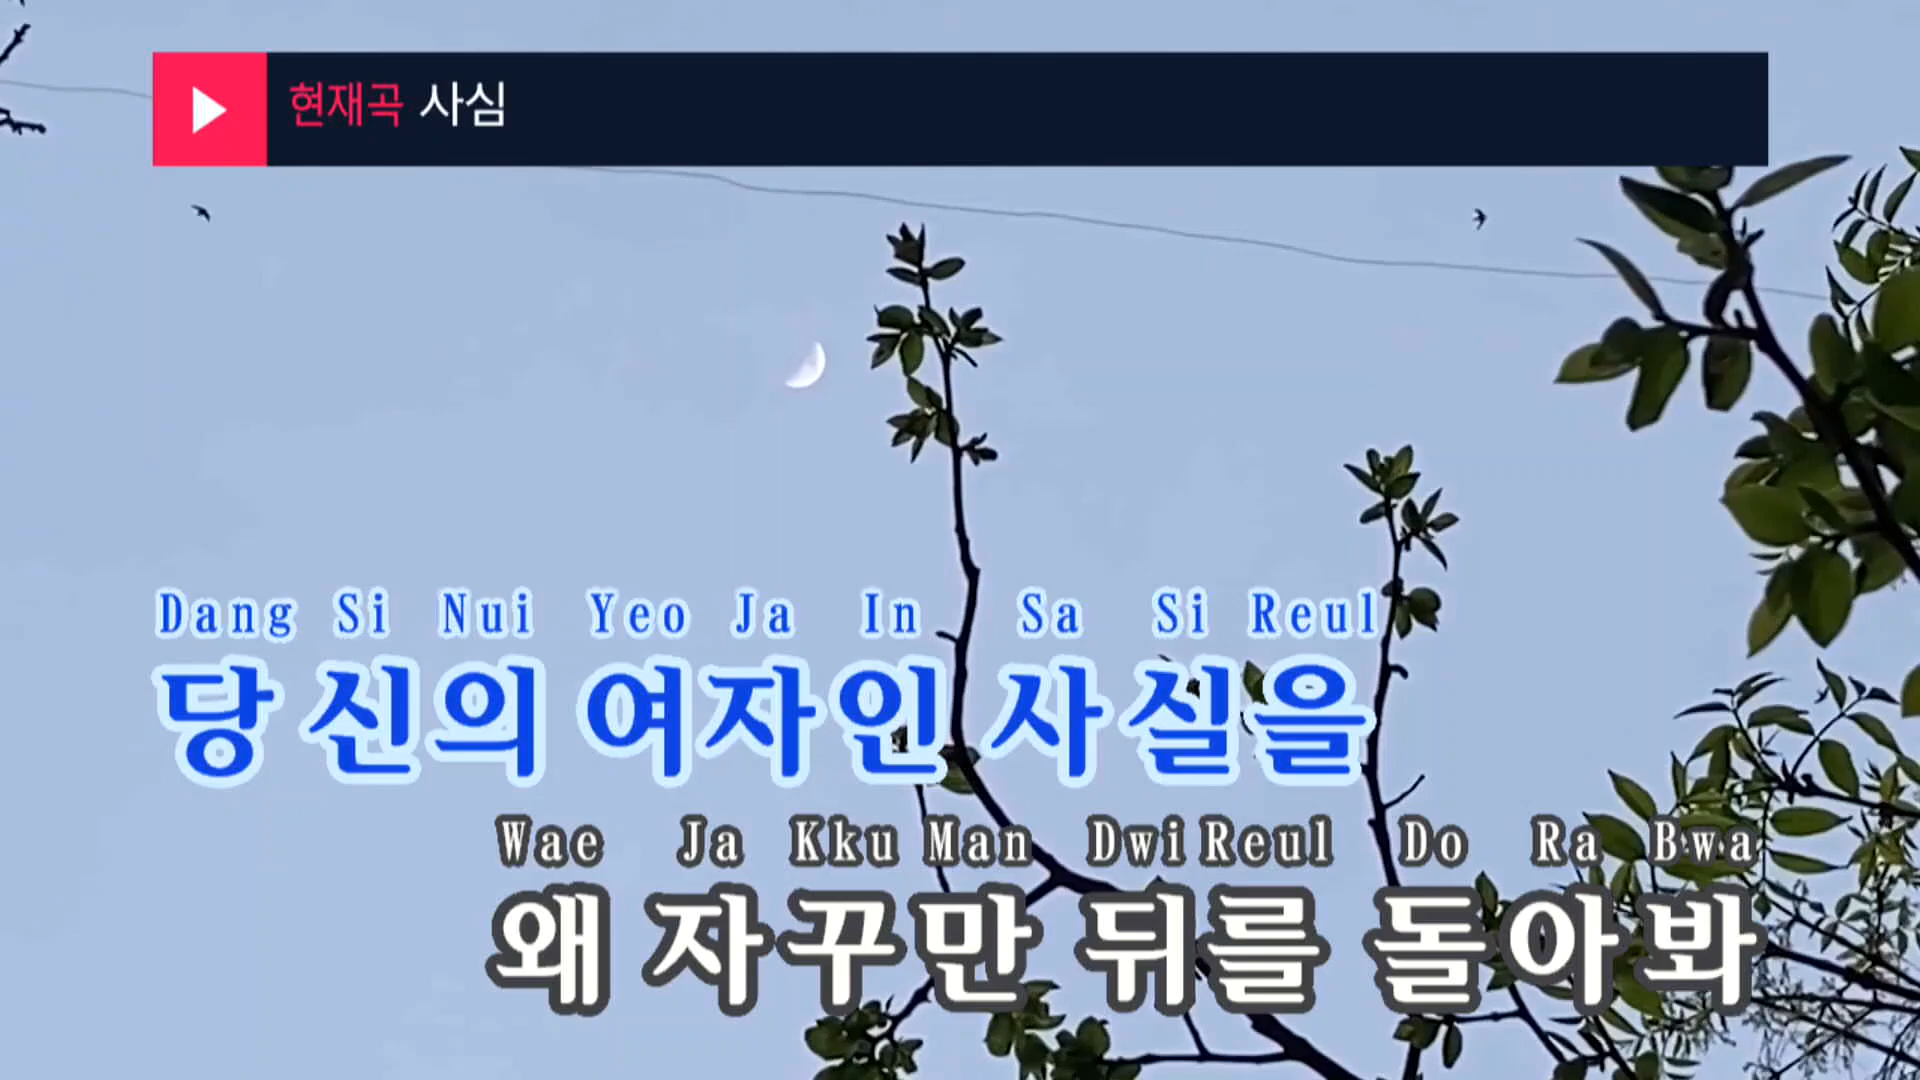 현재곡 사심
Dang Si Nui Yeo Ja In Sa Si Reul
당신의 여자인 사실을
Wae Ja Kku Man Dwi Reul Do Ra Bwa
왜 자꾸만 뒤를 돌아봐